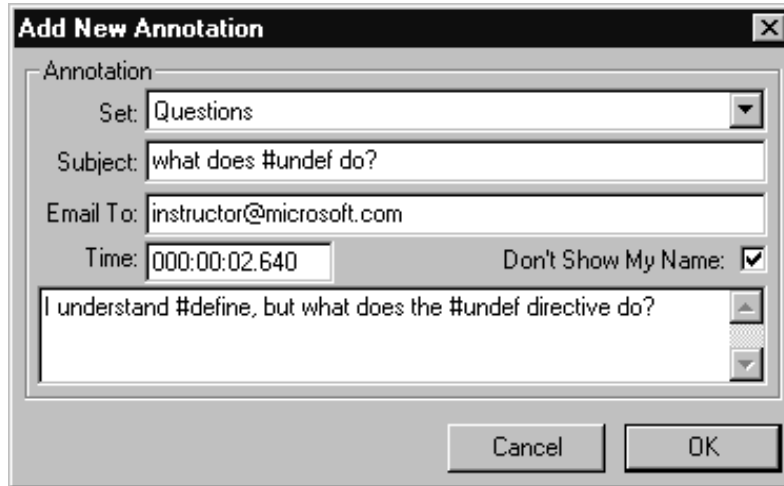 Add New Annotation
Annotation
Set: Questions
Subject: what does #undef do?
Email To: instructor@microsoft.com
Time: 000:00:02.640 Don't Show My Name:
I understand #define, but what does the #undef directive do?
Cancel OK